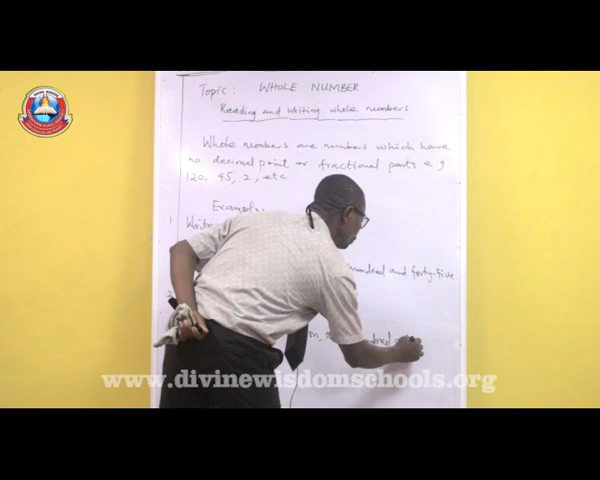 Topic: WHOLE NUMBER
Reading and writing whole numbers
Whole numbers are numbers which have
no decimal point or fractional parts e.g
120, 45, 2, etc.
1.
hundred and forty-five
www.divinewisdomschools.org